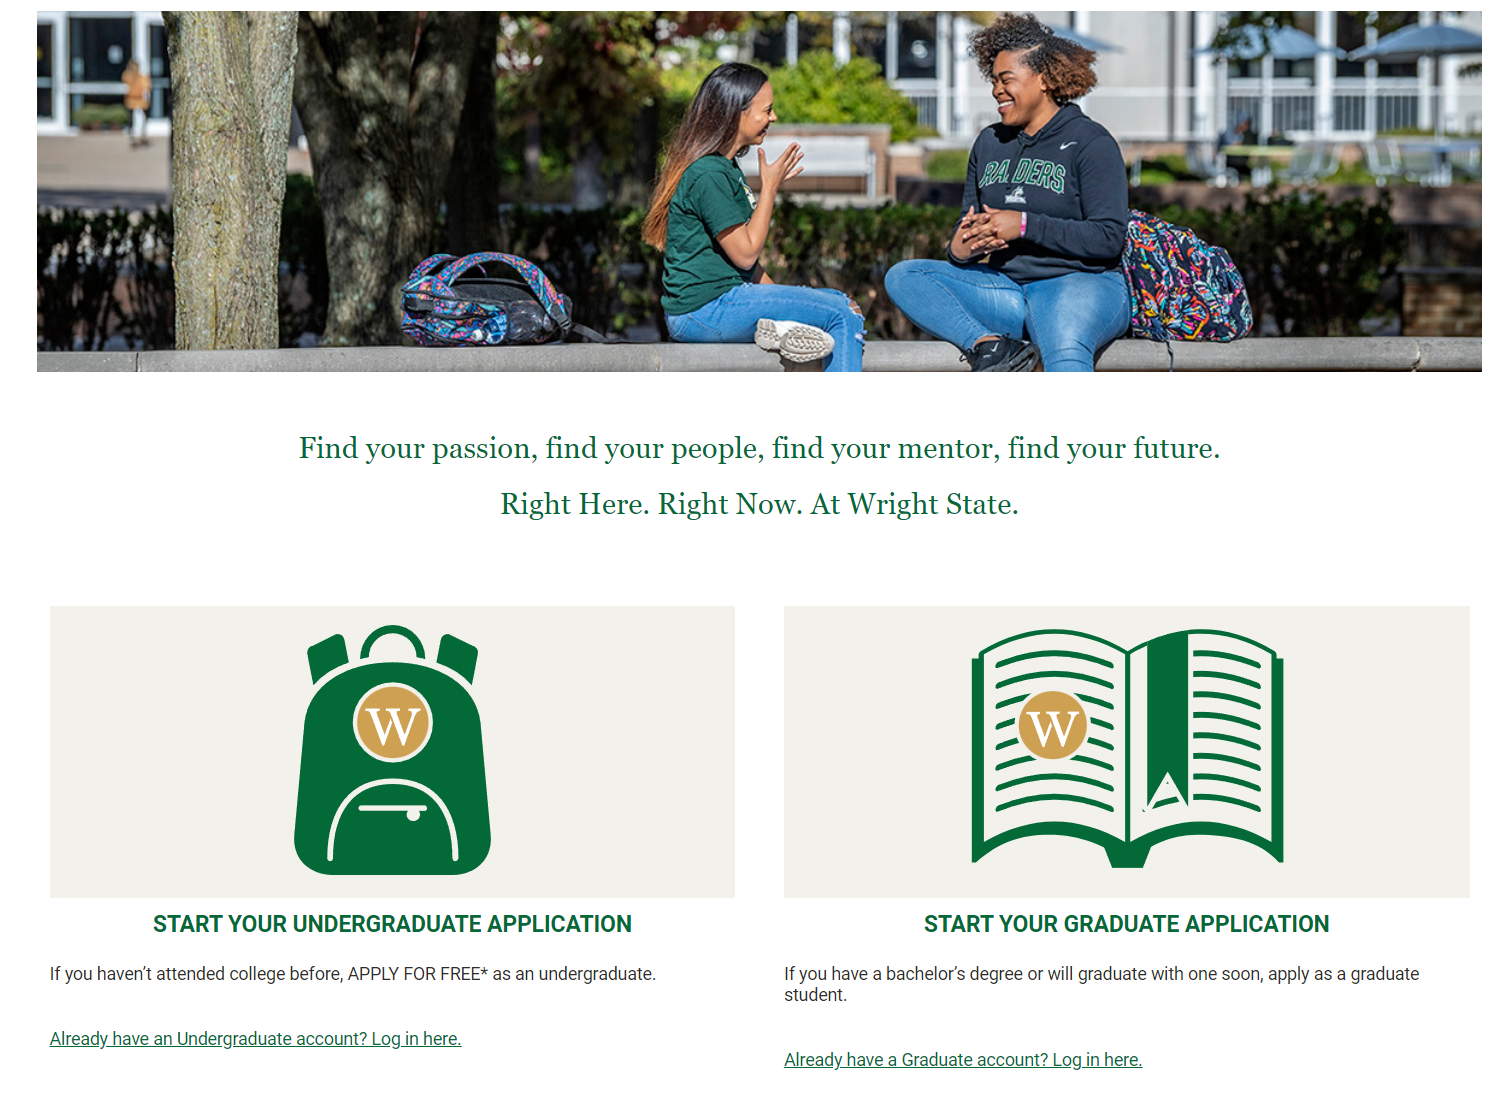 RAIDERS
Find your passion, find your people, find your mentor, find your future.
Right Here. Right Now. At Wright State.
W
W
START YOUR UNDERGRADUATE APPLICATION
If you haven’t attended college before, APPLY FOR FREE* as an undergraduate.
Already have an Undergraduate account? Log in here.
START YOUR GRADUATE APPLICATION
If you have a bachelor’s degree or will graduate with one soon, apply as a graduate
student.
Already have a Graduate account? Log in here.